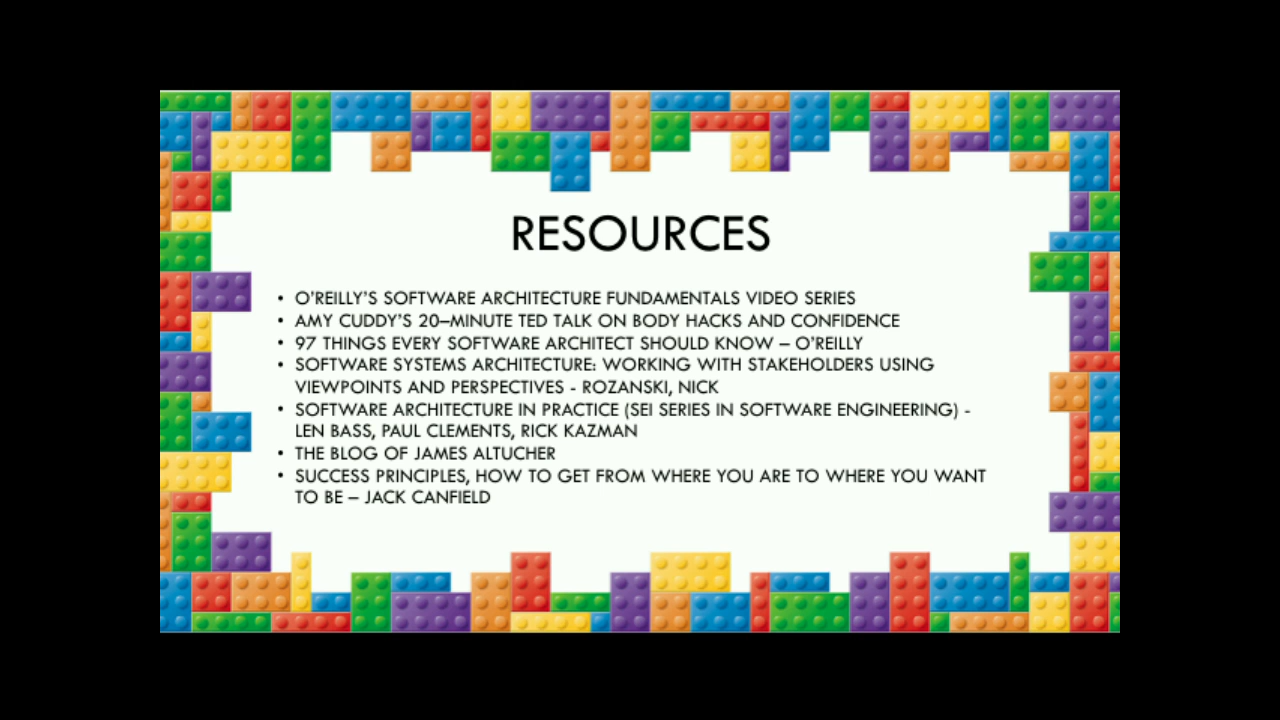 RESOURCES
• O'REILLY'S SOFTWARE ARCHITECTURE FUNDAMENTALS VIDEO SERIES
• AMY CUDDY'S 20–MINUTE TED TALK ON BODY HACKS AND CONFIDENCE
• 97 THINGS EVERY SOFTWARE ARCHITECT SHOULD KNOW – O'REILLY
• SOFTWARE SYSTEMS ARCHITECTURE: WORKING WITH STAKEHOLDERS USING
VIEWPOINTS AND PERSPECTIVES - ROZANSKI, NICK
• SOFTWARE ARCHITECTURE IN PRACTICE (SEI SERIES IN SOFTWARE ENGINEERING) -
LEN BASS, PAUL CLEMENTS, RICK KAZMAN
• THE BLOG OF JAMES ALTUCHER
• SUCCESS PRINCIPLES, HOW TO GET FROM WHERE YOU ARE TO WHERE YOU WANT
TO BE – JACK CANFIELD